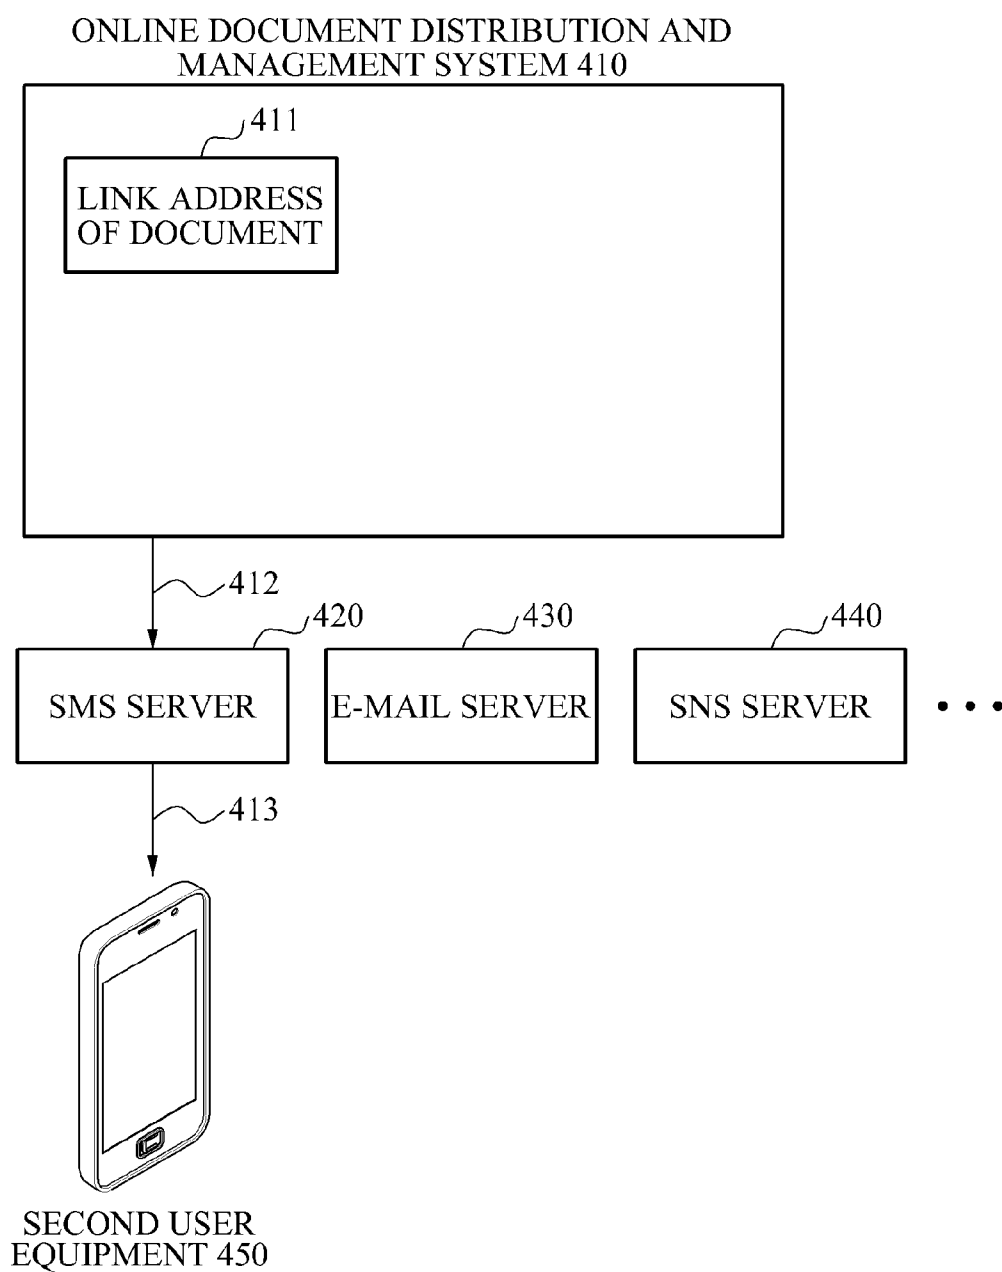 ONLINE DOCUMENT DISTRIBUTION AND
MANAGEMENT SYSTEM 410
411
LINK ADDRESS
OF DOCUMENT
412
420
430
440
SMS SERVER
E-MAIL SERVER
SNS SERVER
• • •
413
SECOND USER
EQUIPMENT 450